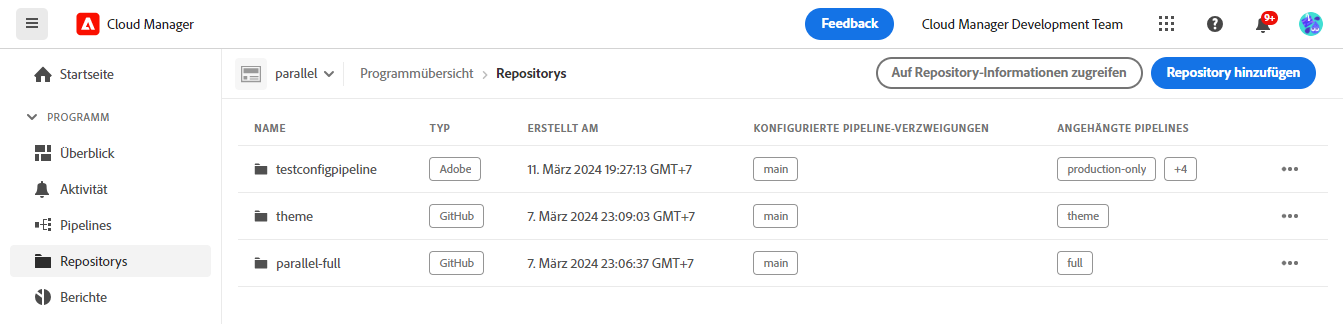 Cloud Manager
Feedback
Cloud Manager Development Team
9+
Startseite
PROGRAMM
Überblick
Aktivität
Pipelines
Repositorys
Berichte
parallel
Programmübersicht > Repositorys
Auf Repository-Informationen zugreifen
Repository hinzufügen
NAME TYP ERSTELLT AM KONFIGURIERTE PIPELINE-VERZWEIGUNGEN ANGEHÄNGTE PIPELINES
testconfigpipeline Adobe 11. März 2024 19:27:13 GMT+7 main production-only +4
theme GitHub 7. März 2024 23:09:03 GMT+7 main theme
parallel-full GitHub 7. März 2024 23:06:37 GMT+7 main full